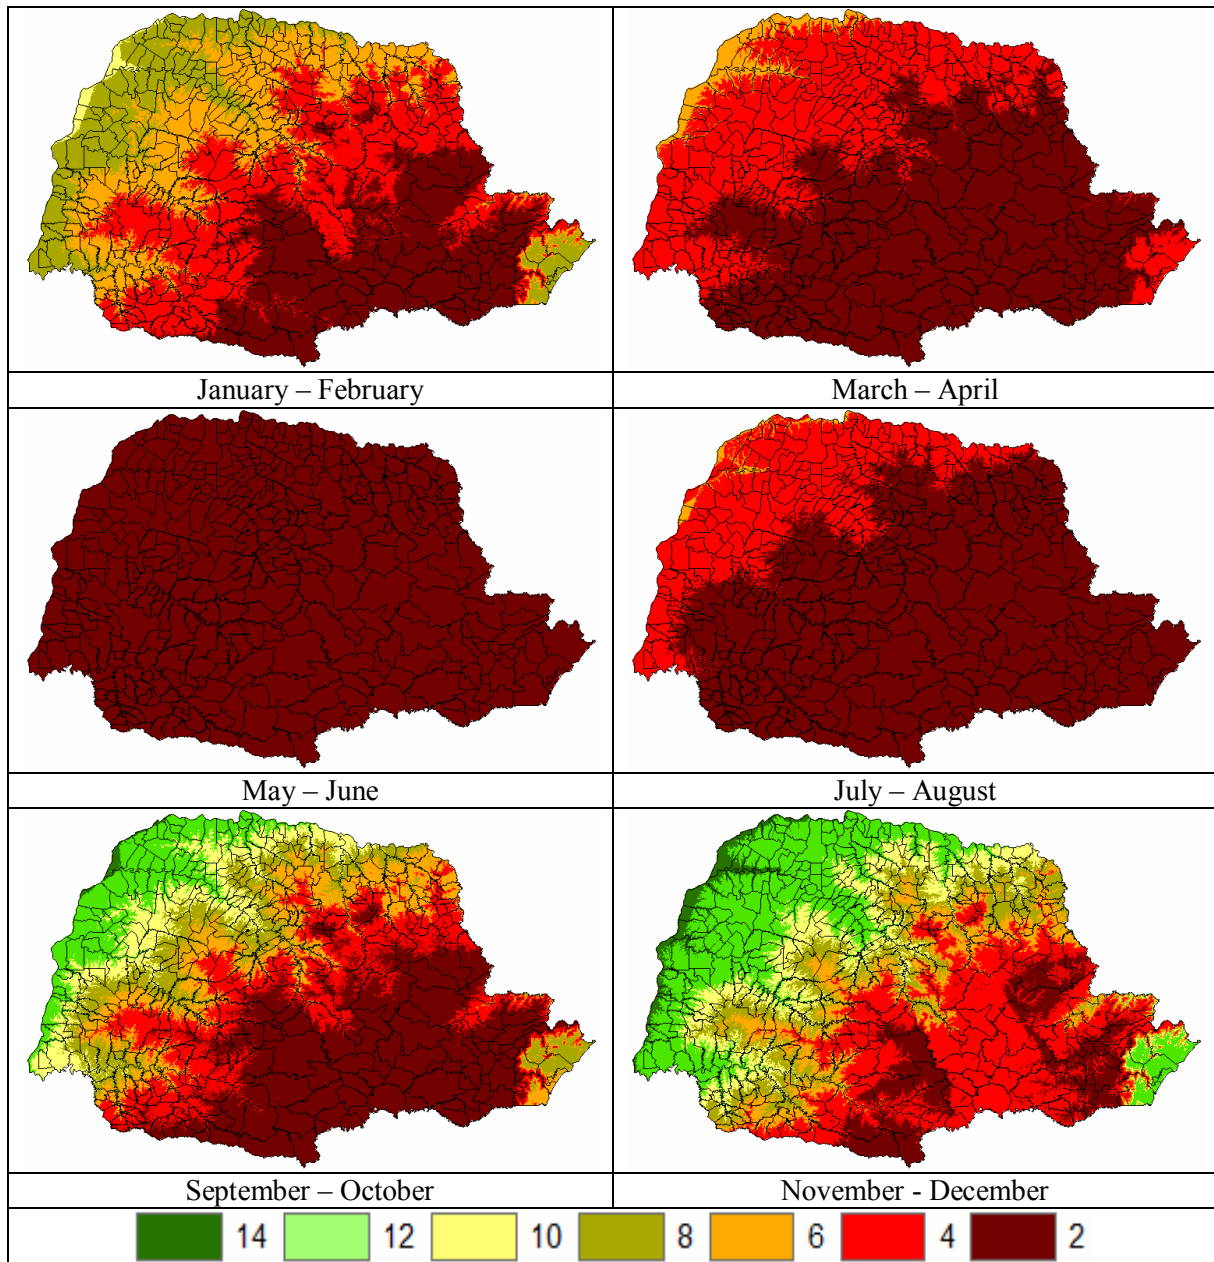 January – February
March – April
May – June
July – August
September – October
November - December
14 12 10 8 6 4 2